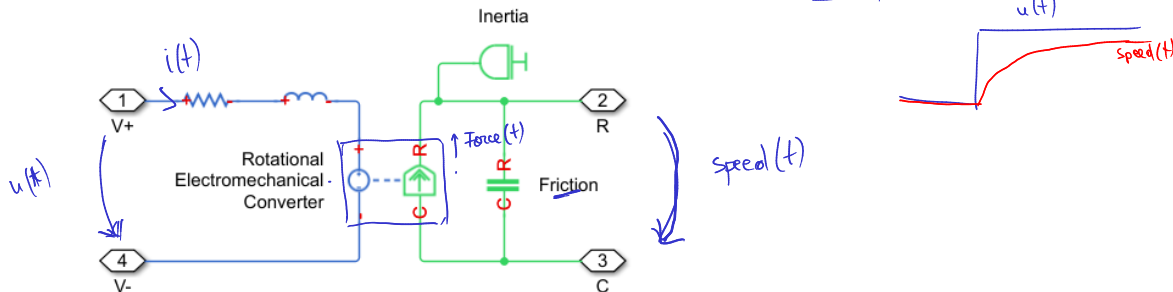 u(t)
speed(t)
Inertia
i(t)
+ - + -
1
V+
2
R
Force(t)
+ R
u(t)
Rotational
Electromechanical
Converter
R
Friction
speed(t)
- C
C
4
V-
3
C